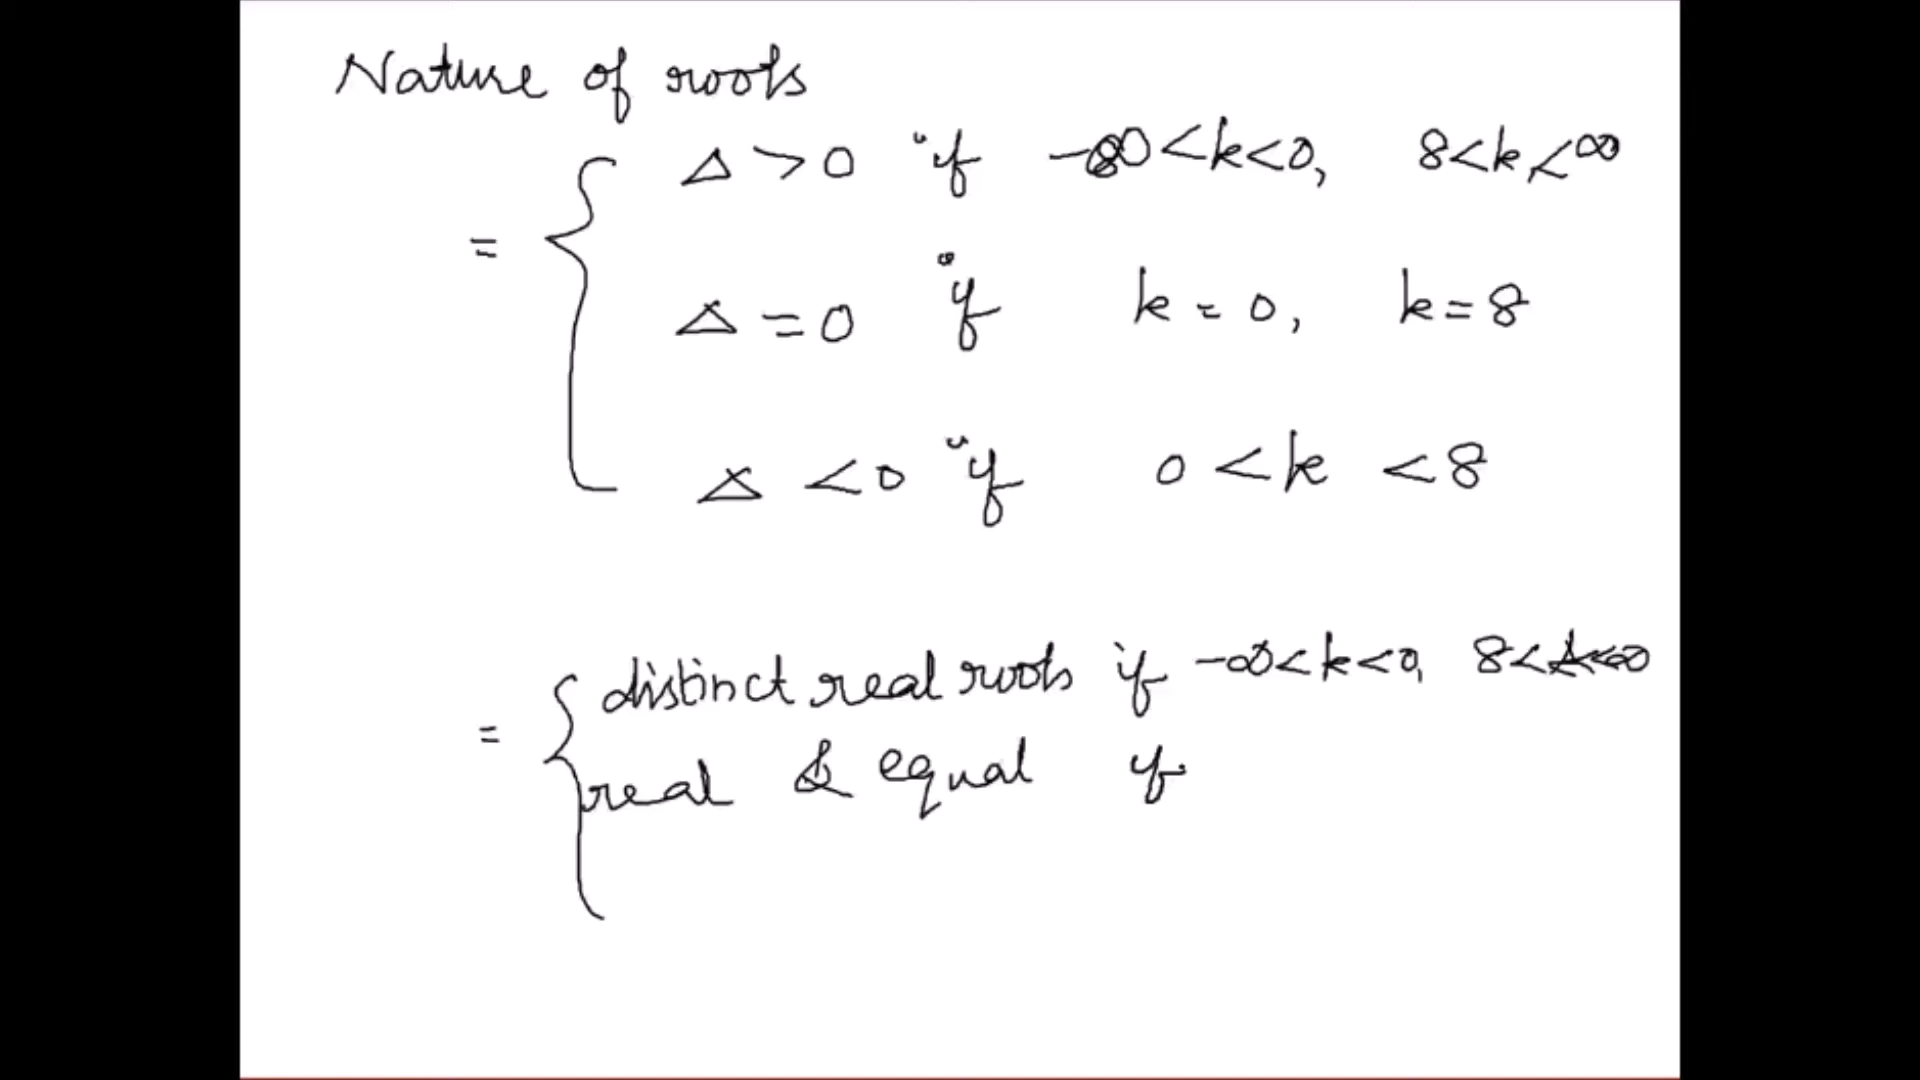 Nature of roots
= { Δ > 0 if -∞ < k < 0, 8 < k < ∞
Δ = 0 if k = 0, k = 8
Δ < 0 if 0 < k < 8
= { distinct real roots if -∞ < k < 0, 8 < k < ∞
real & equal if